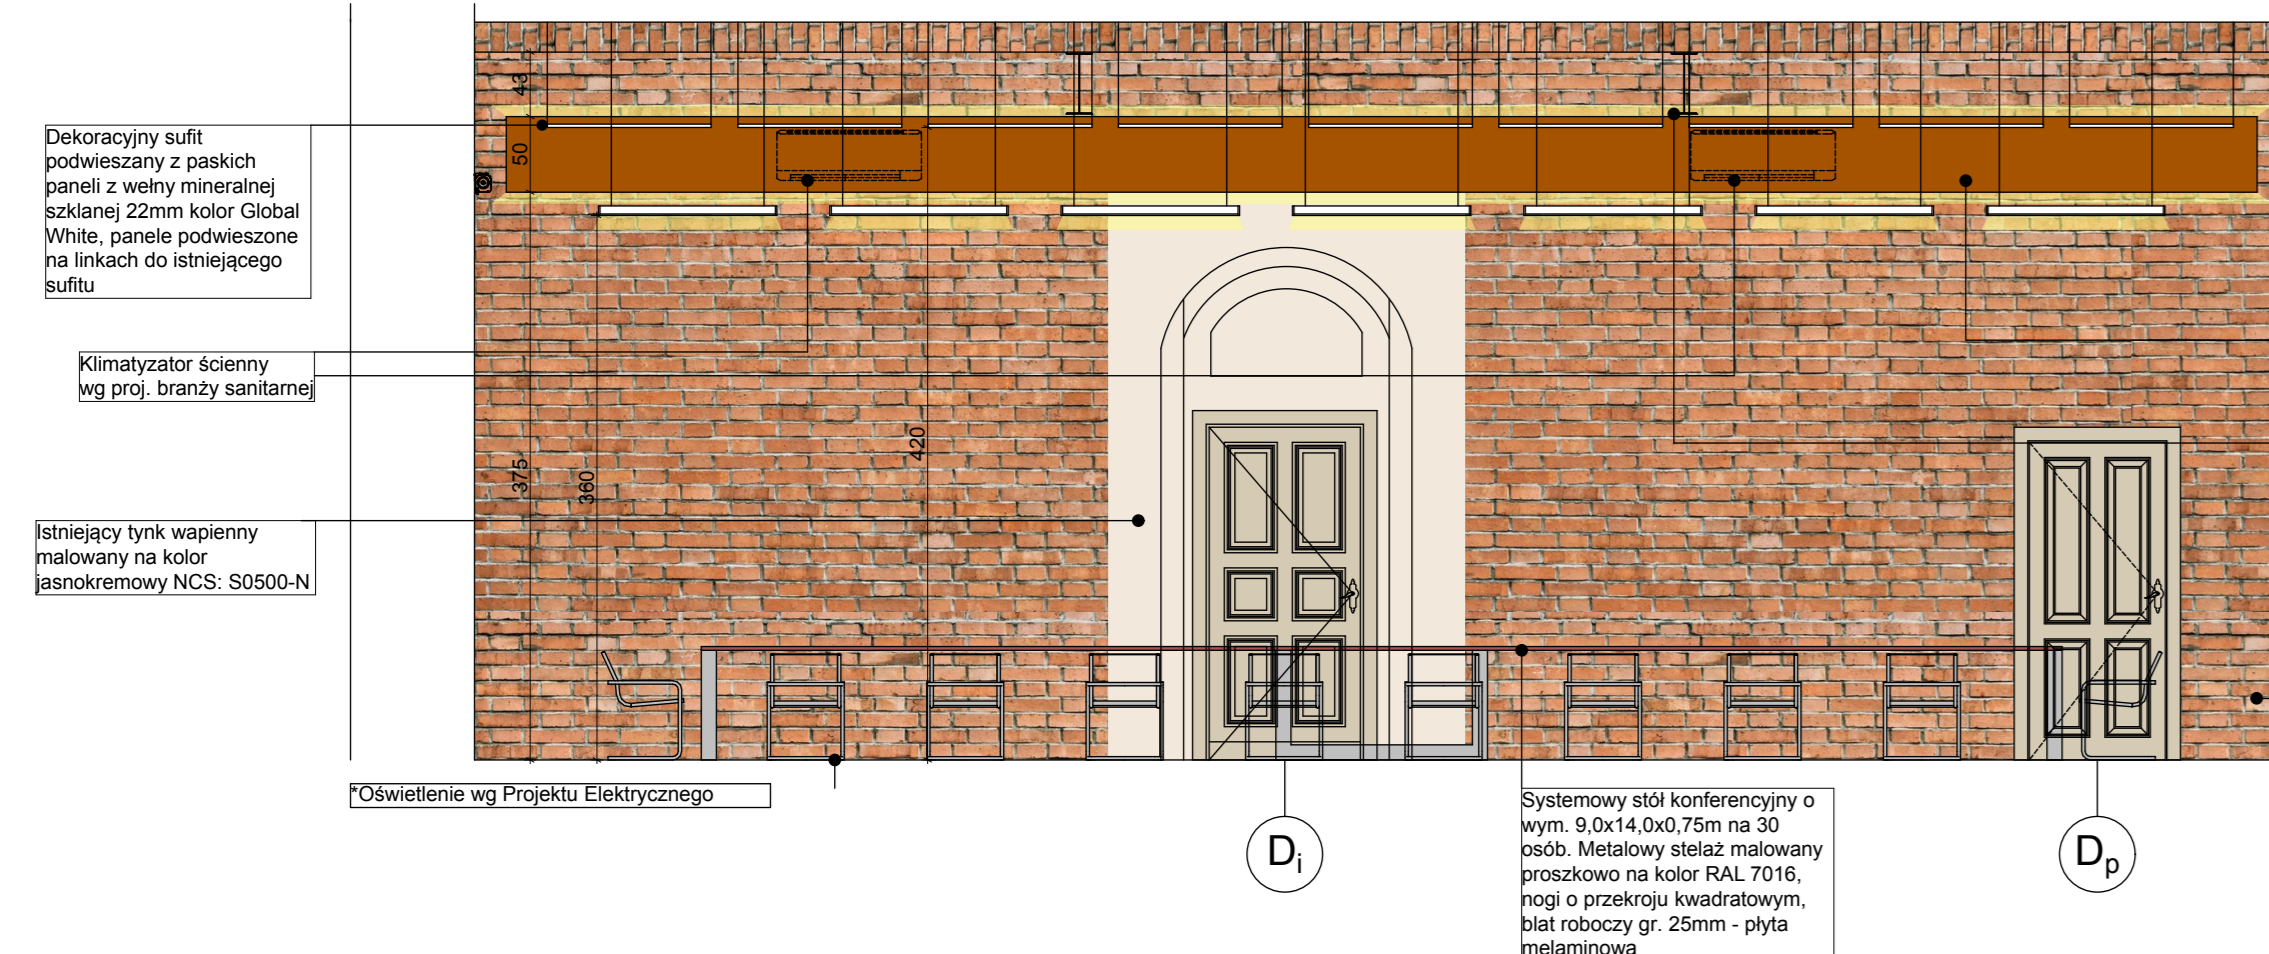 43
50
375
360
420
Dekoracyjny sufit
podwieszany z paskich
paneli z wełny mineralnej
szklanej 22mm kolor Global
White, panele podwieszone
na linkach do istniejącego
sufitu
Klimatyzator ścienny
wg proj. branży sanitarnej
Istniejący tynk wapienny
malowany na kolor
jasnokremowy NCS: S0500-N
*Oświetlenie wg Projektu Elektrycznego
Di
Systemowy stół konferencyjny o
wym. 9,0x14,0x0,75m na 30
osób. Metalowy stelaż malowany
proszkowo na kolor RAL 7016,
nogi o przekroju kwadratowym,
blat roboczy gr. 25mm - płyta
melaminowa
Dp